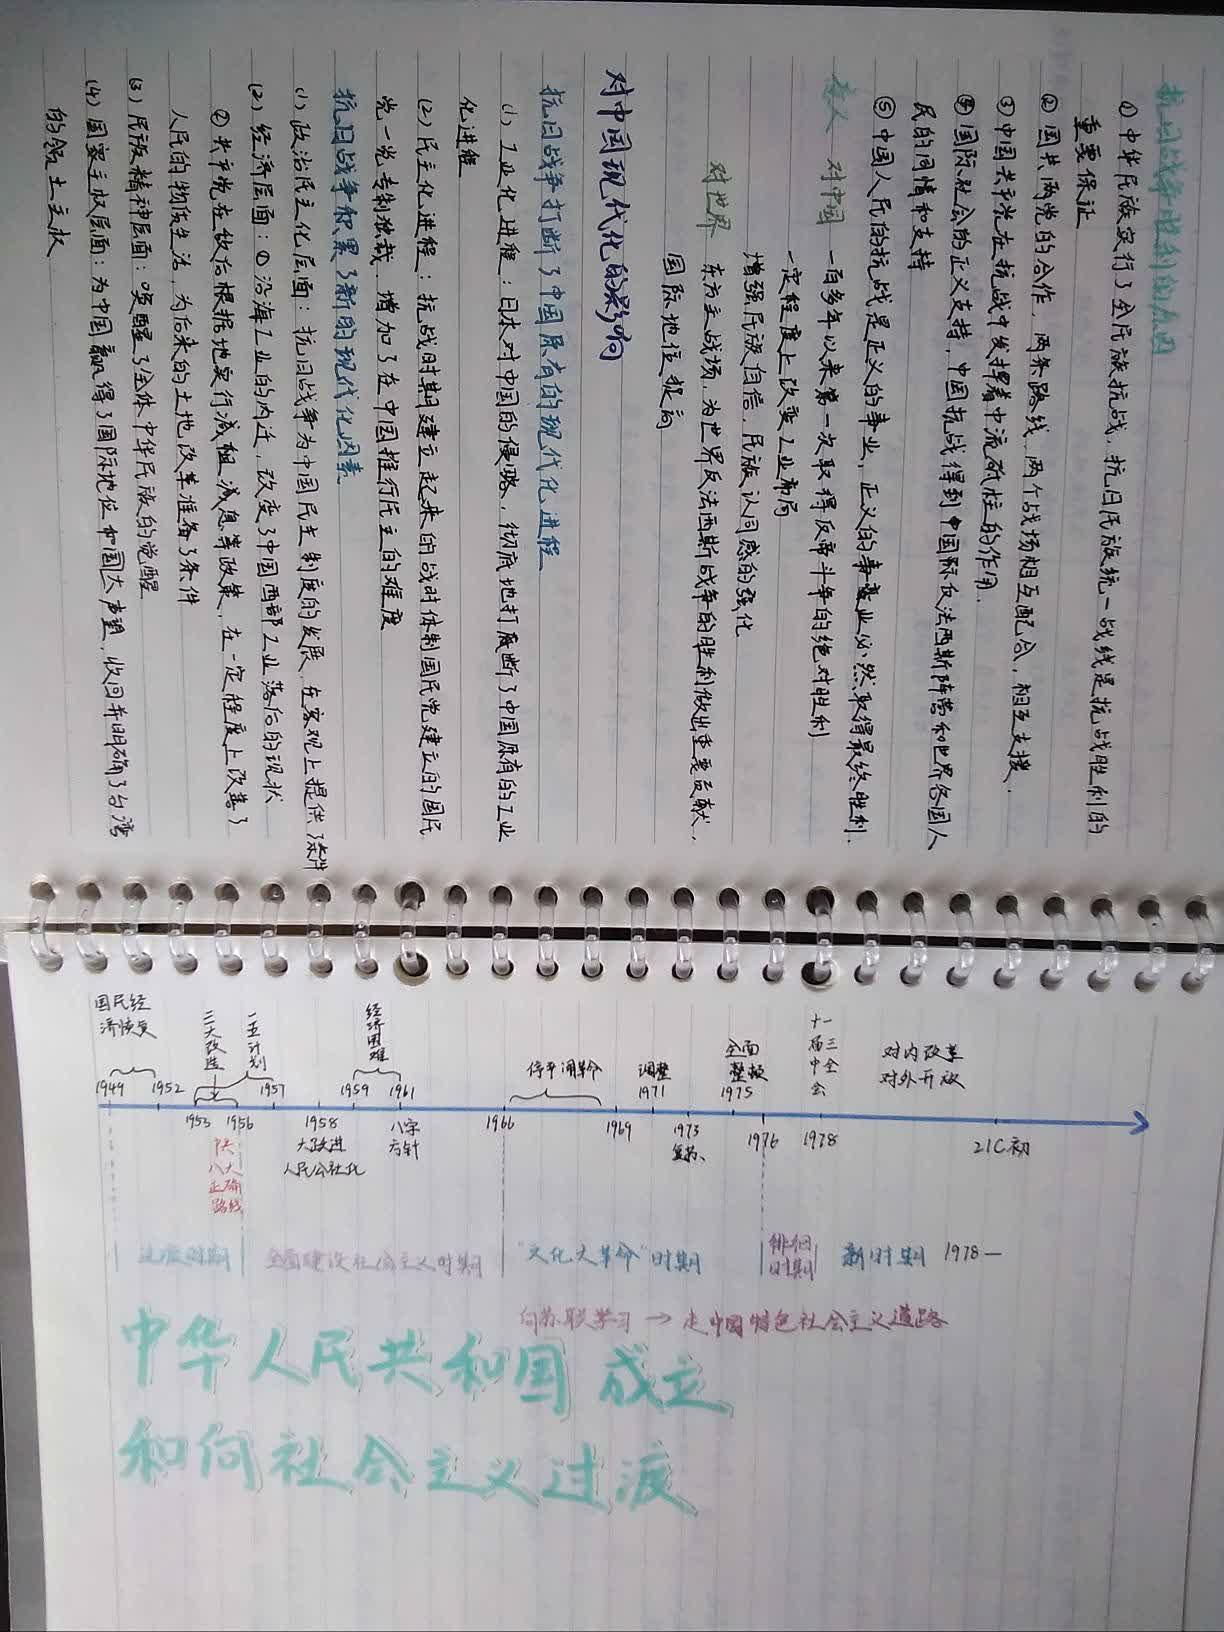 抗日战争胜利的原因
① 中华民族实行了全民族抗战，抗日民族统一战线是抗战胜利的
重要保证
② 国共两党的合作，两条路线、两个战场相互配合，相互支援．
③ 中国共产党在抗战中发挥着中流砥柱的作用．
④ 国际社会的正义支持，中国抗战得到中国际反法西斯阵营和世界各国人
民的同情和支持
⑤ 中国人民的抗战是正义的事业，正义的事业必然取得最终胜利．
意义 对中国 一百多年以来第一次取得反帝斗争的绝对胜利
一定程度上改变工业布局
增强民族自信，民族认同感的强化
对世界 东方主战场，为世界反法西斯战争的胜利做出重要贡献，
国际地位提高
对中国现代化的影响
抗日战争打断了中国原有的现代化进程
(1) 工业化进程：日本对中国的侵略，彻底地打断了中国原有的工业
化进程
(2) 民主化进程：抗战时期建立起来的战时体制国民党建立的国民
党一党专制独裁，增加了在中国推行民主的难度
抗日战争积累了新的现代化因素
(1) 政治民主化层面：抗日战争为中国民主制度的发展，在客观上提供了条件
(2) 经济层面：① 沿海工业的内迁，改变了中国西部工业落后的现状
② 共产党在敌后根据地实行减租减息等政策，在一定程度上改善了
人民的物质生活，为后来的土地改革准备了条件
(3) 民族精神层面：唤醒了全体中华民族的觉醒
(4) 国家主权层面：为中国赢得了国际地位和国太声望，收回并明确了台湾
的领土主权
国民经
济恢复
三大改造
一五计划
经济困难
停平调革命
调整
全面
整顿
十一届三中全会
对内改革
对外开放
1949 1952 1957 1959 1961 1971 1975
1953 1956 1958 1966 1969 1973 1976 1978 21C初
大跃进
人民公社化
八字
方针
复苏
中共
八大
正确
路线
过渡时期
全面建设社会主义时期
"文化大革命"时期
徘徊
时期
新时期 1978—
向苏联学习 → 走中国特色社会主义道路
中华人民共和国成立
和向社会主义过渡